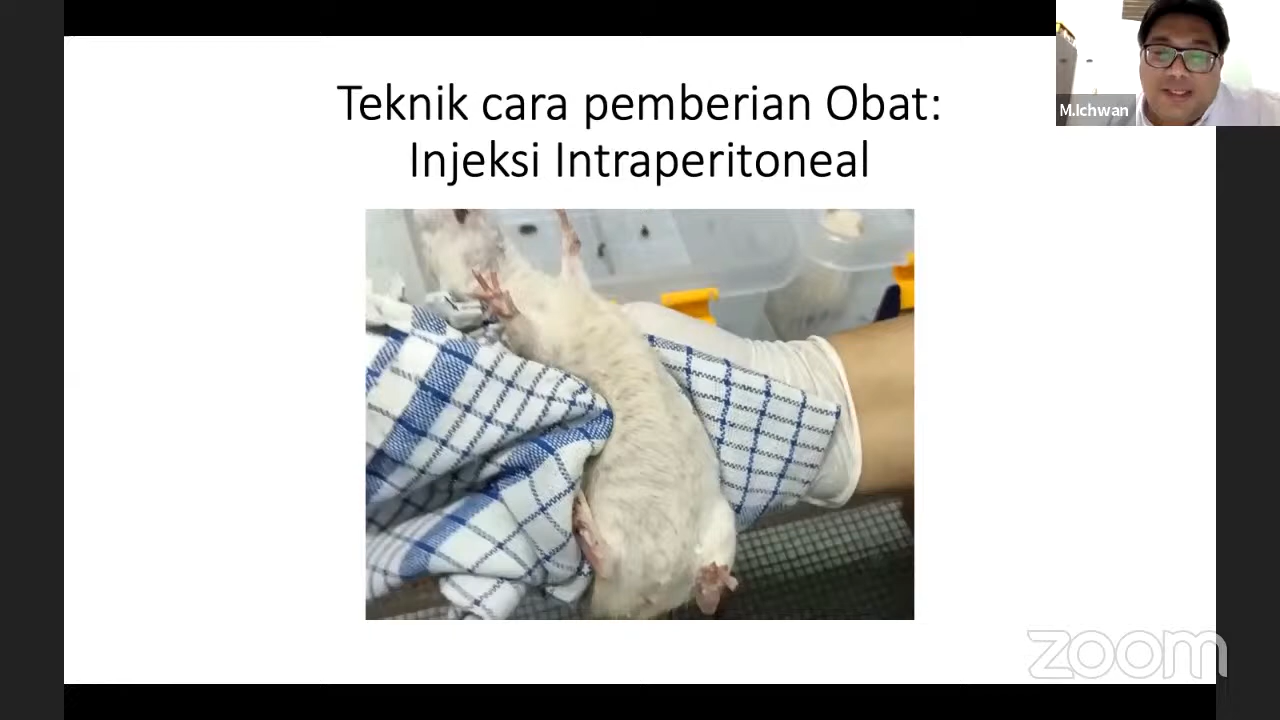 Teknik cara pemberian Obat:
Injeksi Intraperitoneal
M.Ichwan
zoom